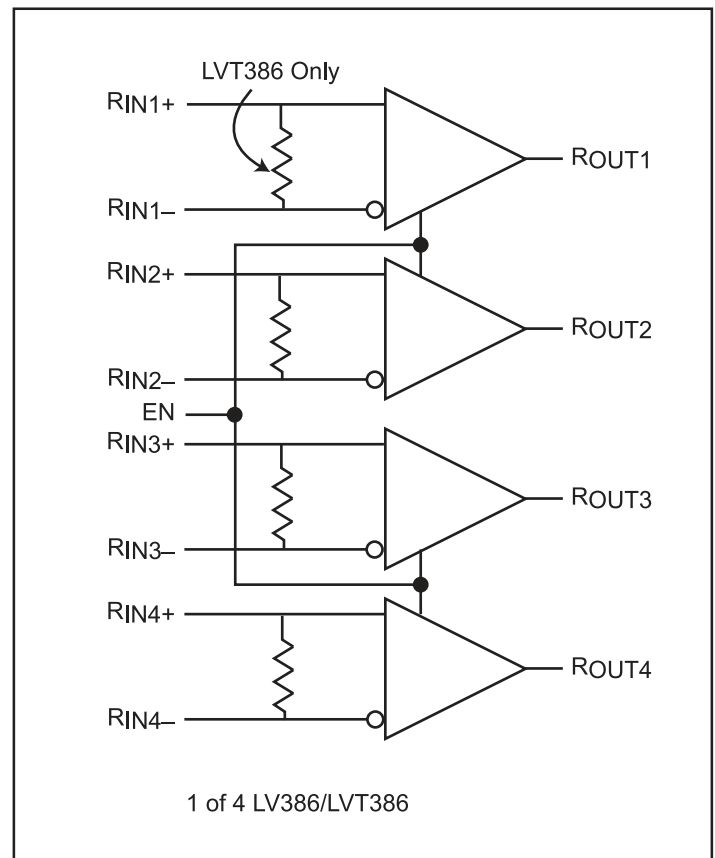 LVT386 Only
RIN1+
ROUT1
RIN1–
RIN2+
ROUT2
RIN2–
EN
RIN3+
ROUT3
RIN3–
RIN4+
ROUT4
RIN4–
1 of 4 LV386/LVT386